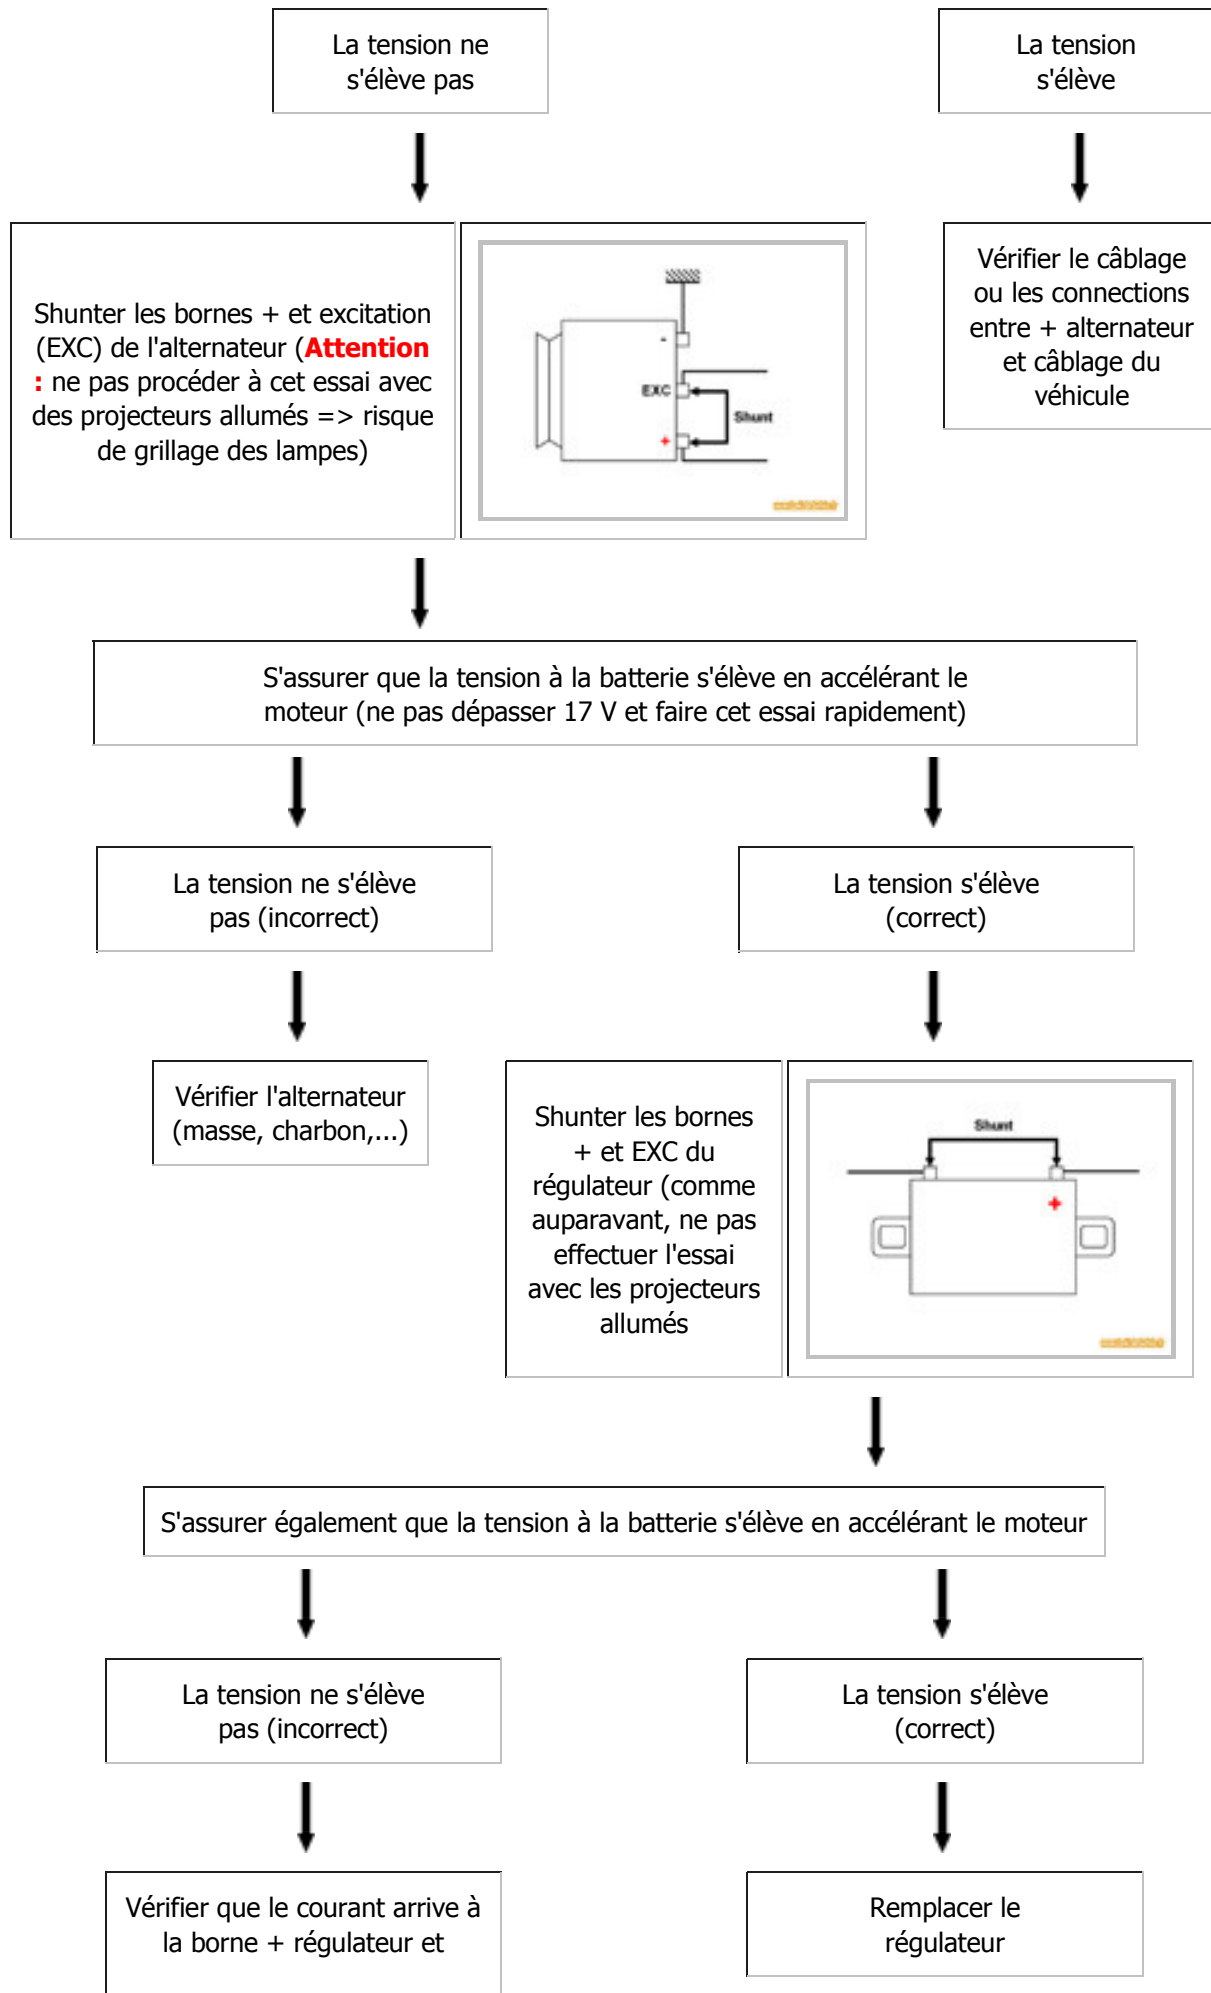 La tension ne
s'élève pas
La tension
s'élève
Shunter les bornes + et excitation
(EXC) de l'alternateur (Attention
: ne pas procéder à cet essai avec
des projecteurs allumés => risque
de grillage des lampes)
-
EXC
Shunt
+
Vérifier le câblage
ou les connections
entre + alternateur
et câblage du
véhicule
S'assurer que la tension à la batterie s'élève en accélérant le
moteur (ne pas dépasser 17 V et faire cet essai rapidement)
La tension ne s'élève
pas (incorrect)
La tension s'élève
(correct)
Vérifier l'alternateur
(masse, charbon,...)
Shunter les bornes
+ et EXC du
régulateur (comme
auparavant, ne pas
effectuer l'essai
avec les projecteurs
allumés
Shunt
+
S'assurer également que la tension à la batterie s'élève en accélérant le moteur
La tension ne s'élève
pas (incorrect)
La tension s'élève
(correct)
Vérifier que le courant arrive à
la borne + régulateur et
Remplacer le
régulateur